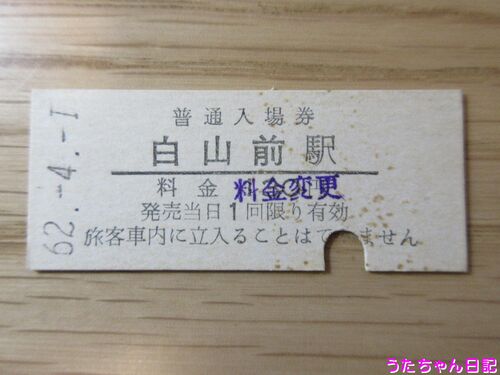 62.-4.-1
普通入場券
白山前駅
料金 料金変更
発売当日1回限り有効
旅客車内に立入ることはできません
うたちゃん日記